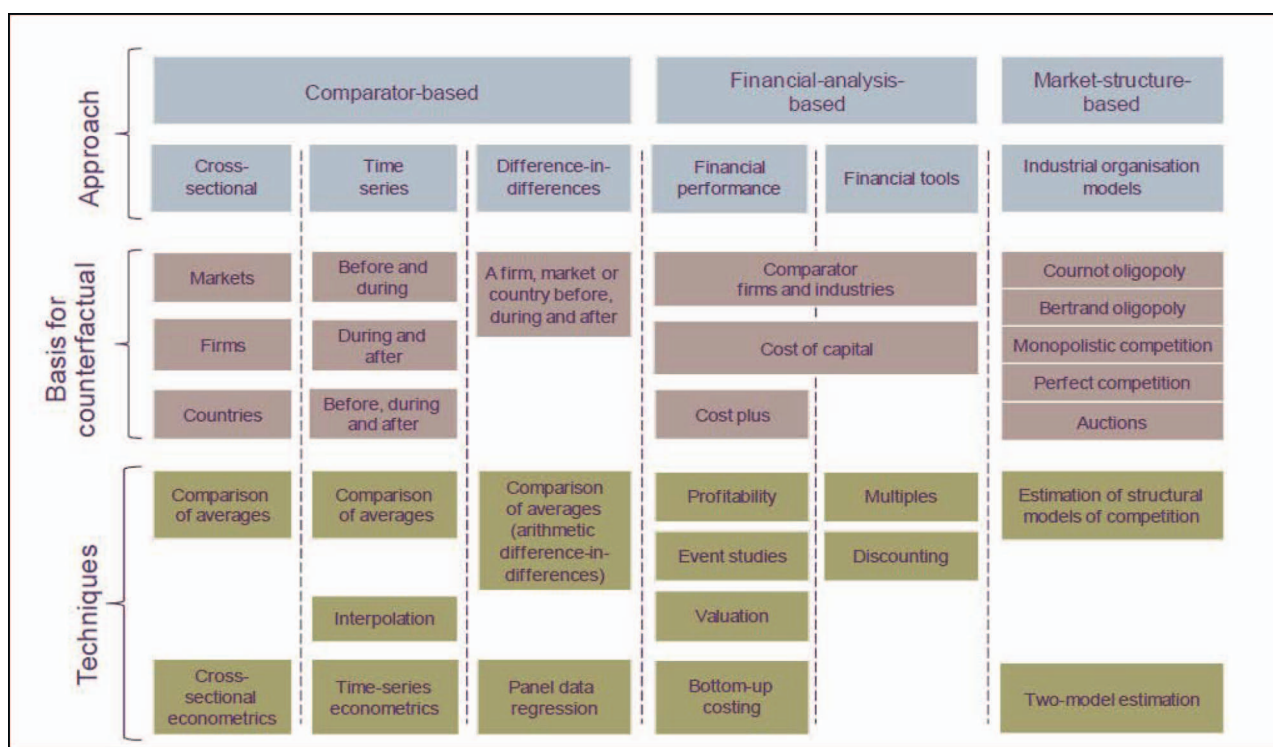 Approach
Comparator-based
Financial-analysis-
based
Market-structure-
based
Cross-
sectional
Time
series
Difference-in-
differences
Financial
performance
Financial tools
Industrial organisation
models
Basis for
counterfactual
Markets
Before and
during
A firm, market or
country before,
during and after
Comparator
firms and industries
Cournot oligopoly
Bertrand oligopoly
Firms
During and
after
Cost of capital
Monopolistic competition
Perfect competition
Countries
Before, during
and after
Cost plus
Auctions
Techniques
Comparison
of averages
Comparison
of averages
Comparison
of averages
(arithmetic
difference-in-
differences)
Profitability
Multiples
Estimation of structural
models of competition
Event studies
Discounting
Interpolation
Valuation
Cross-
sectional
econometrics
Time-series
econometrics
Panel data
regression
Bottom-up
costing
Two-model estimation